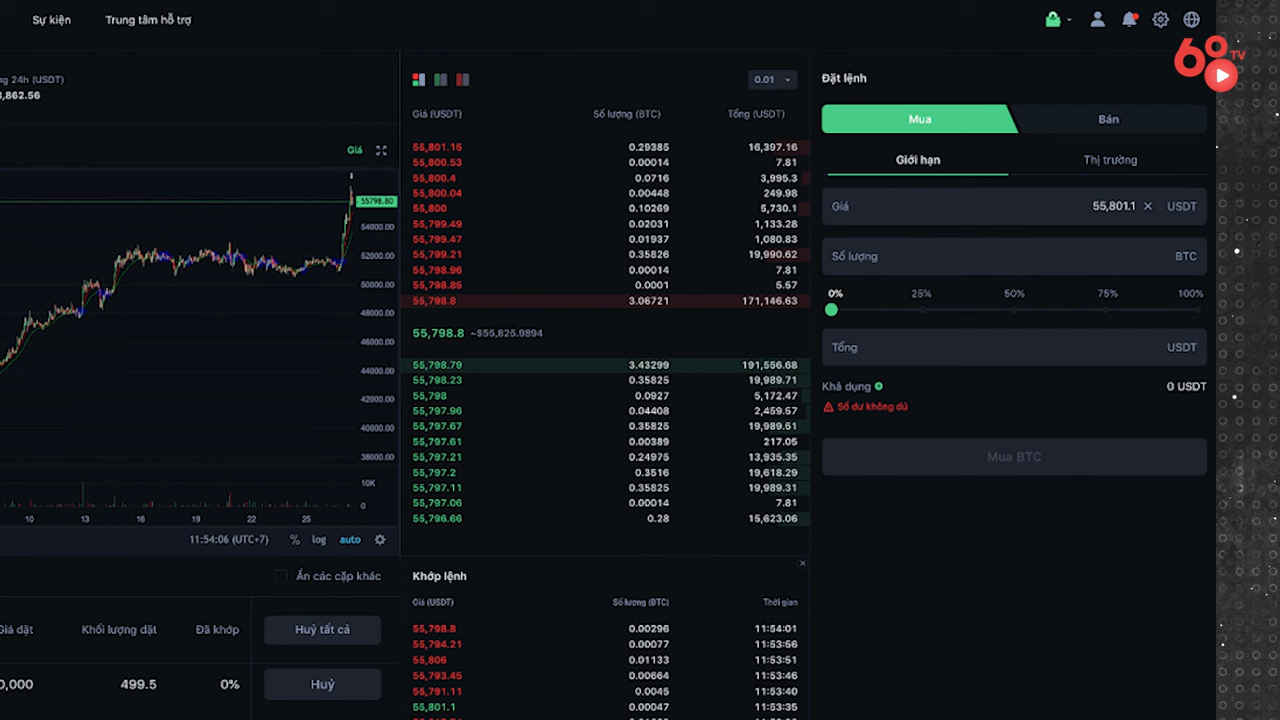 Sự kiện
Trung tâm hỗ trợ
6
TV
ng 24h (USDT)
,862.56
0.01
Đặt lệnh
Giá (USDT) Số lượng (BTC) Tổng (USDT)
Mua Bán
Giá
55,801.15 0.29385 16,397.16
55,800.53 0.00014 7.81
55,800.4 0.0716 3,995.3
55,800.04 0.00448 249.98
55,800 0.10269 5,730.1
55,799.49 0.02031 1,133.28
55,799.47 0.01937 1,080.83
55,799.21 0.35826 19,990.62
55,798.96 0.00014 7.81
55,798.85 0.0001 5.57
55,798.8 3.06721 171,146.63
55,798.8 ~$55,825.9894
55,798.79 3.43299 191,556.68
55,798.23 0.35825 19,989.71
55,798 0.0927 5,172.47
55,797.96 0.04408 2,459.57
55,797.67 0.35825 19,989.51
55,797.61 0.00389 217.05
55,797.21 0.24975 13,935.35
55,797.2 0.3516 19,618.29
55,797.11 0.35825 19,989.31
55,797.06 0.00014 7.81
55,796.66 0.28 15,623.06
Giới hạn Thị trường
Giá 55,801.1 × USDT
Số lượng BTC
0% 25% 50% 75% 100%
Tổng USDT
Khả dụng 0 USDT
Số dư không đủ
Mua BTC
55798.80
54000.00
52000.00
50000.00
48000.00
46000.00
44000.00
42000.00
40000.00
38000.00
10K
0
10 13 16 19 22 25
11:54:06 (UTC+7) % log auto
Ẩn các cặp khác
Giá đặt Khối lượng đặt Đã khớp Huỷ tất cả
0,000 499.5 0% Huỷ
Khớp lệnh
Giá (USDT) Số lượng (BTC) Thời gian
55,798.8 0.00296 11:54:01
55,794.21 0.00077 11:53:56
55,806 0.01133 11:53:51
55,793.45 0.00664 11:53:46
55,791.11 0.0045 11:53:40
55,801.1 0.00047 11:53:35